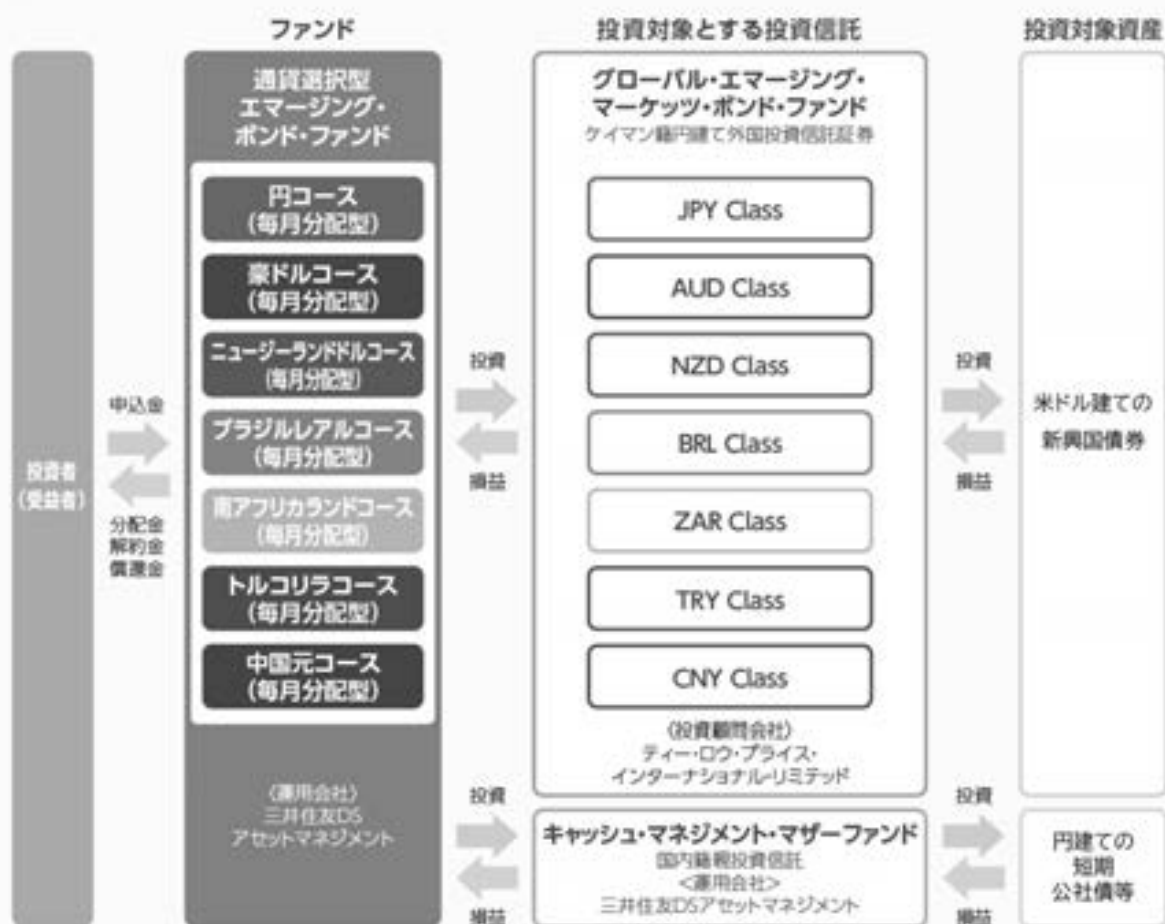 ファンド
投資対象とする投資信託
投資対象資産
投資者
(受益者)
申込金
分配金
解約金
償還金
通貨選択型
エマージング・
ボンド・ファンド
円コース
(毎月分配型)
豪ドルコース
(毎月分配型)
ニュージーランドドルコース
(毎月分配型)
ブラジルレアルコース
(毎月分配型)
南アフリカランドコース
(毎月分配型)
トルコリラコース
(毎月分配型)
中国元コース
(毎月分配型)
〈運用会社〉
三井住友DS
アセットマネジメント
投資
損益
投資
損益
グローバル・エマージング・
マーケッツ・ボンド・ファンド
ケイマン籍円建て外国投資信託証券
JPY Class
AUD Class
NZD Class
BRL Class
ZAR Class
TRY Class
CNY Class
〈投資顧問会社〉
ティー・ロウ・プライス・
インターナショナル・リミテッド
キャッシュ・マネジメント・マザーファンド
国内籍親投資信託
<運用会社>
三井住友DSアセットマネジメント
投資
損益
投資
損益
米ドル建ての
新興国債券
円建ての
短期
公社債等